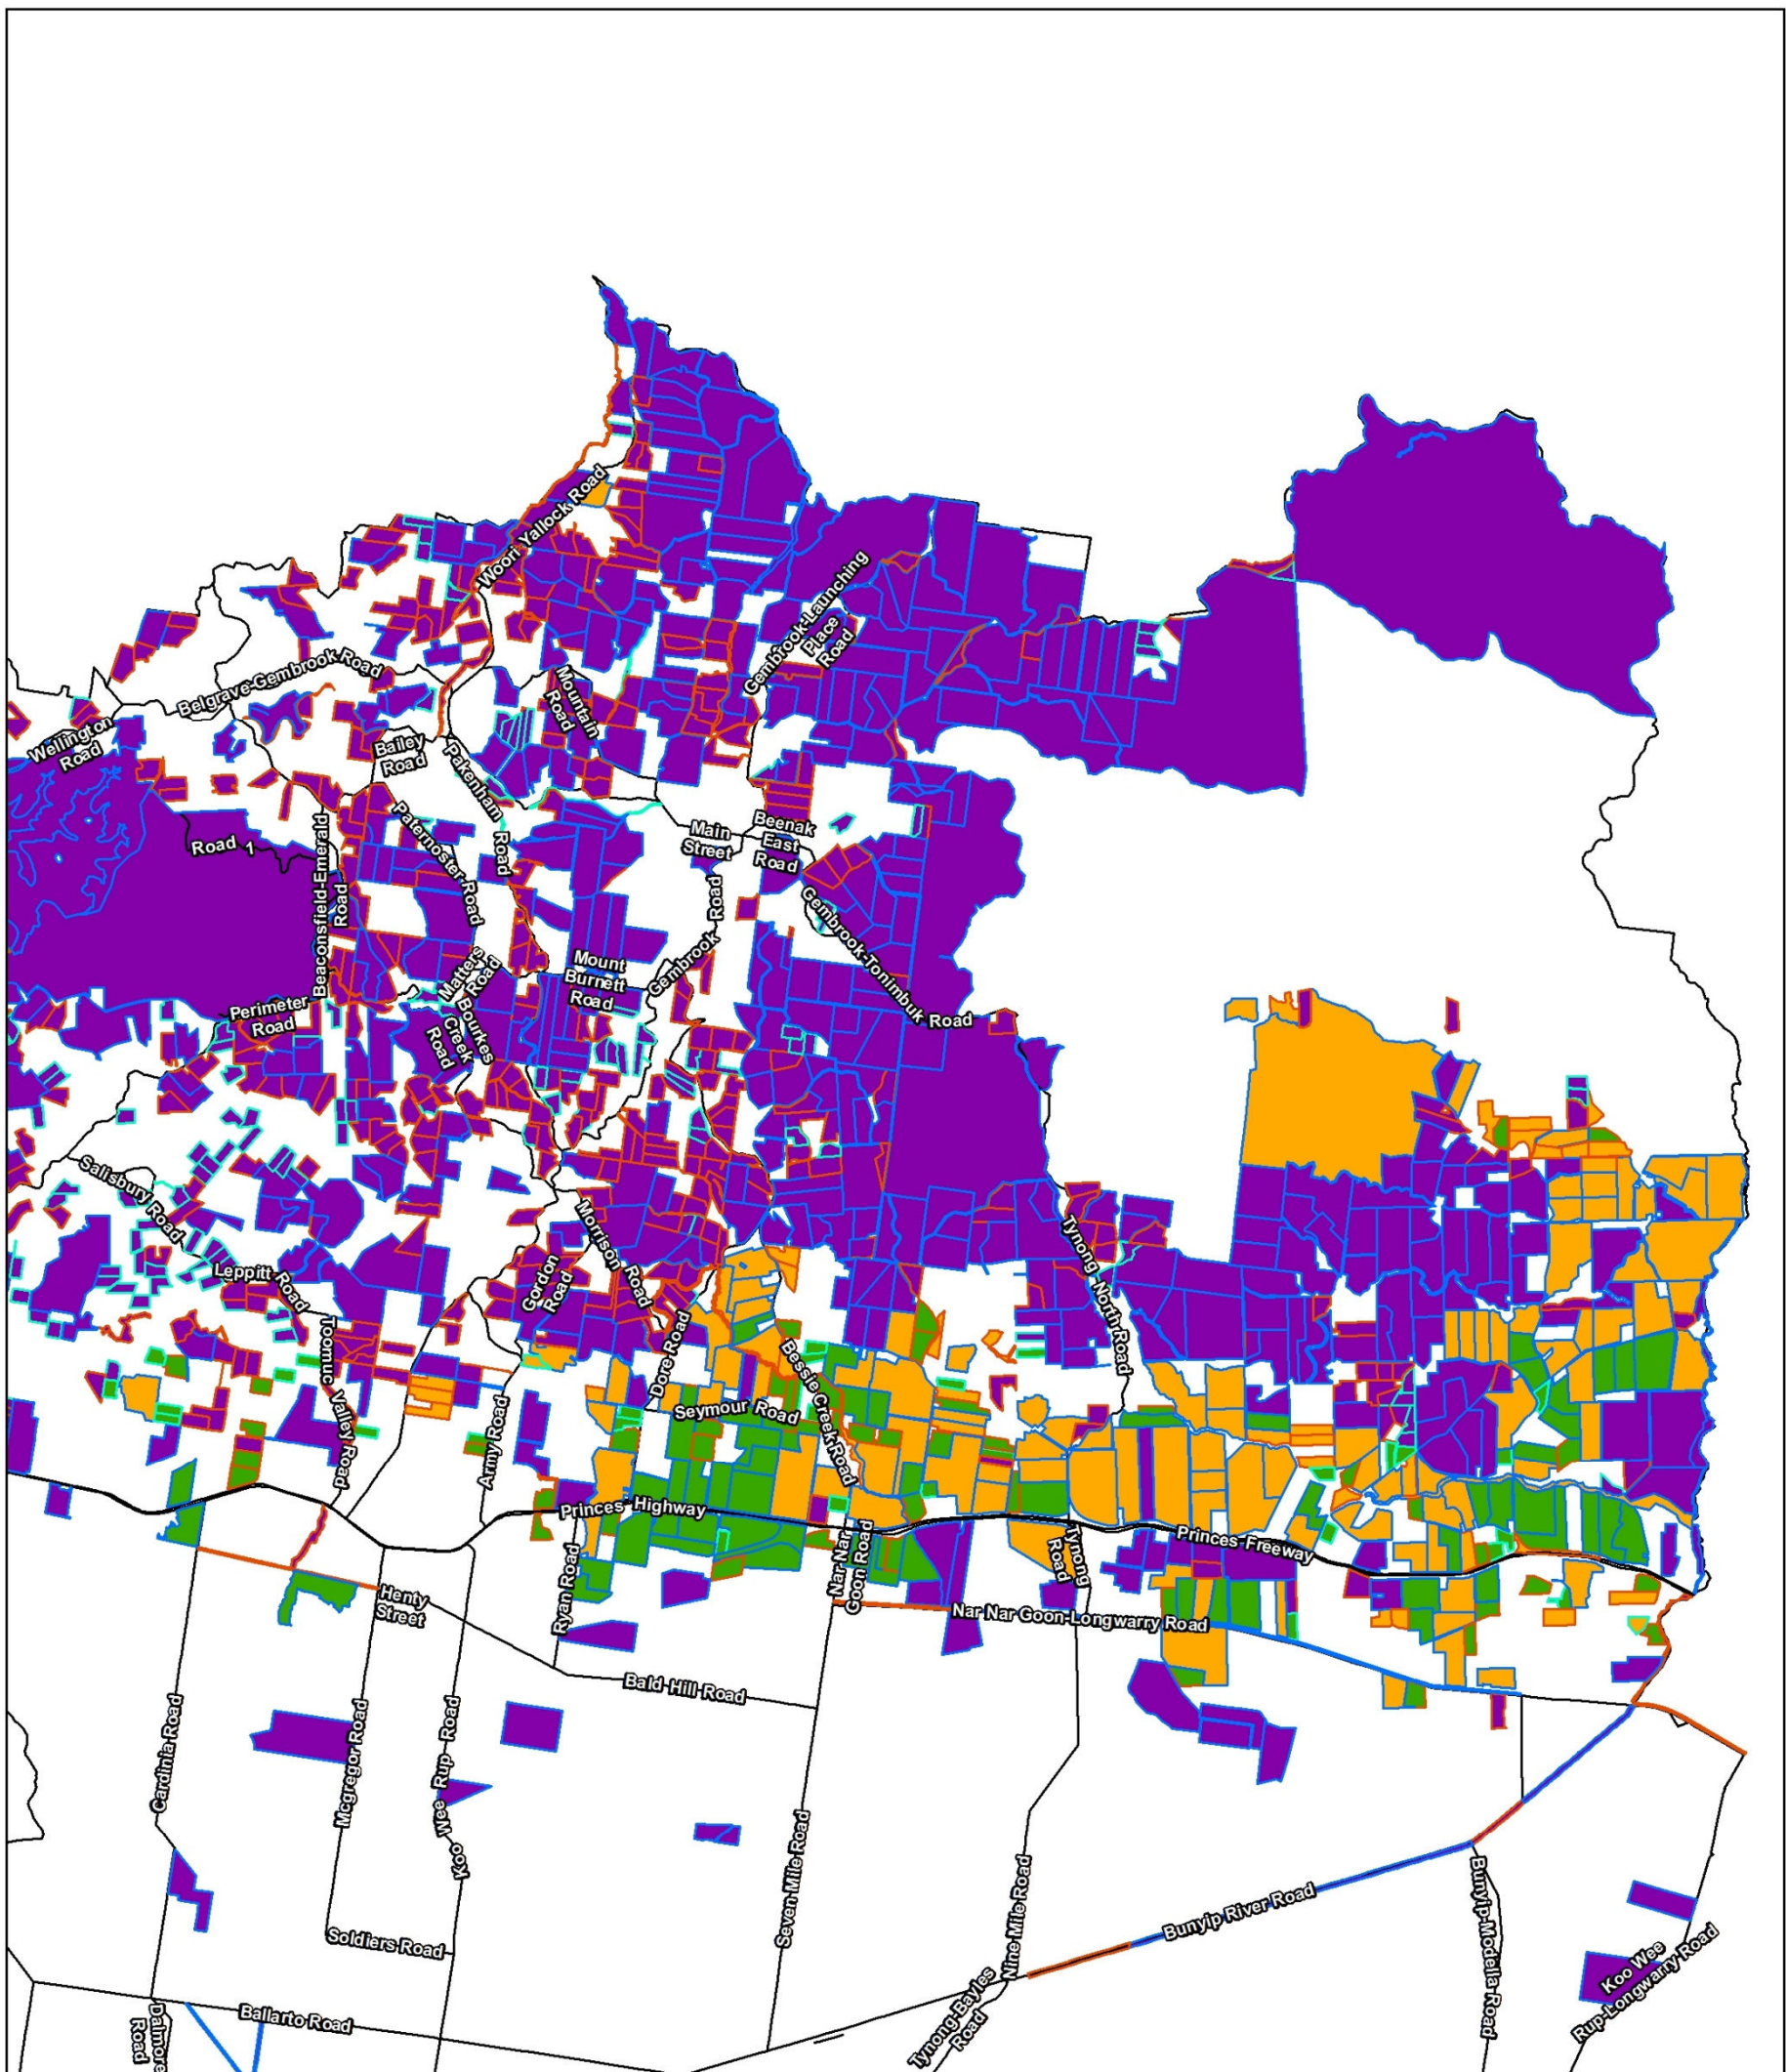 Woori Yallock Road
Gembrook-Launching
Place
Road
Belgrave-Gembrook-Road
Wellington
Road
Mountain
Road
Bailey
Road
Pakenham Road
Road 1
Beaconsfield-Emerald
Road
Paternoster-Road
Main
Street
Beenak
East
Road
Gembrook Road
Gembrook-Tonimbuk Road
Matters
Road
Mount
Burnett
Road
Perimeter
Road
Bourkes
Creek
Road
Salisbury Road
Leppitt-Road
Gordon
Road
Morrison Road
Tynong-North-Road
Toomuc Valley Road
Dore Road
Bessie-Creek-Road
Seymour Road
Army Road
Princes-Highway
Princes-Freeway
Ryan Road
Nar Nar
Goon Road
Tynong
Road
Henty
Street
Nar Nar Goon-Longwarry Road
Bald-Hill-Road
Cardinia-Road
Mcgregor Road
Koo Wee Rup Road
Seven-Mile-Road
Nine-Mile-Road
Bunyip River Road
Bunyip-Modella-Road
Koo Wee
Rup-Longwarry-Road
Soldiers-Road
Ballarto-Road
Dalmore
Road
Tynong-Bayles
Road